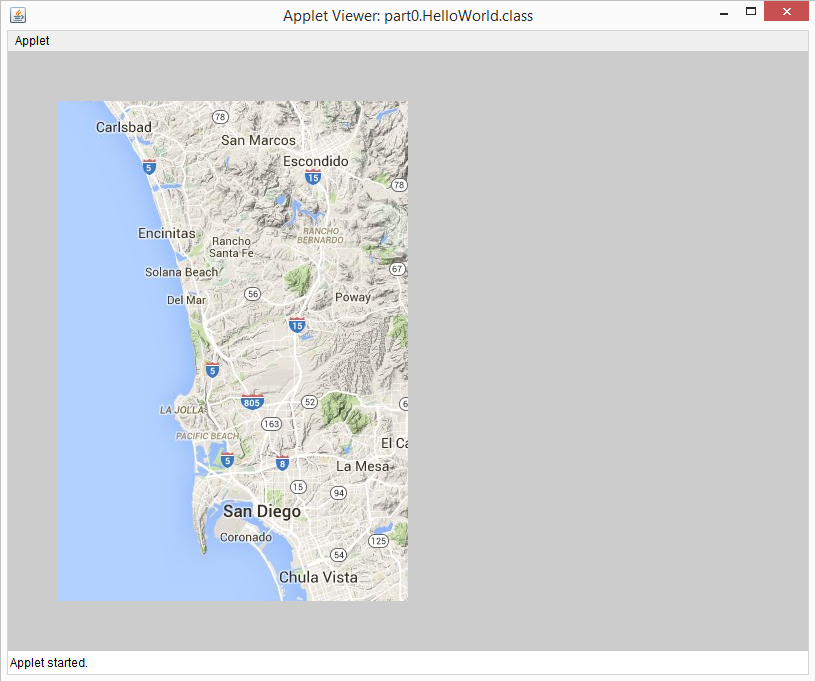 Applet Viewer: part0.HelloWorld.class
Applet
78
Carlsbad
San Marcos
Escondido
5
15
78
Encinitas
RANCHO
BERNARDO
Rancho
Santa Fe
67
Solana Beach
56
Del Mar
Poway
15
5
805
52
6
LA JOLLA
163
PACIFIC BEACH
El Ca
5
8
La Mesa
15
94
San Diego
Coronado
125
54
Chula Vista
Applet started.